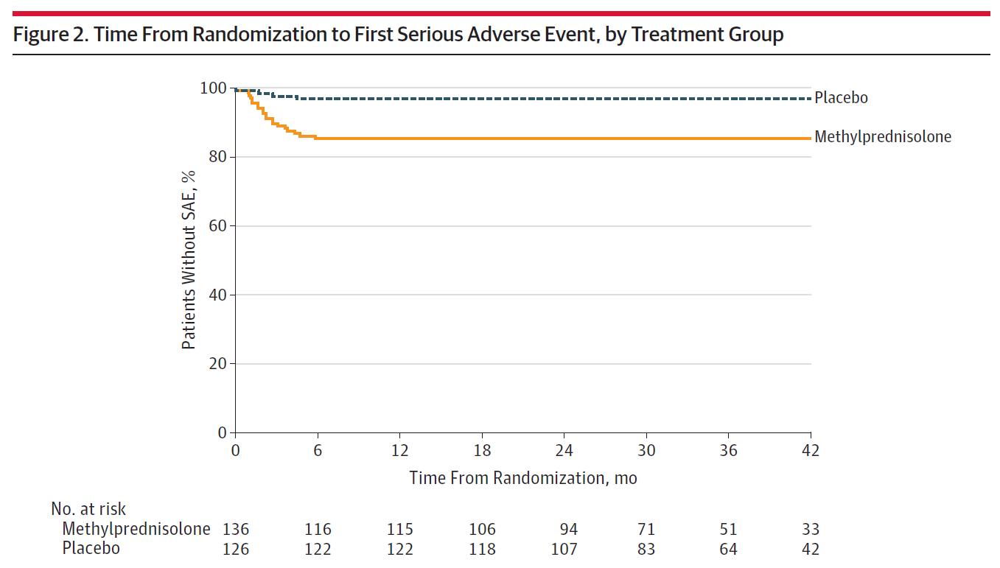 Figure 2. Time From Randomization to First Serious Adverse Event, by Treatment Group
100
80
60
40
20
0
Patients Without SAE, %
Placebo
Methylprednisolone
0 6 12 18 24 30 36 42
Time From Randomization, mo
No. at risk
Methylprednisolone 136 116 115 106 94 71 51 33
Placebo 126 122 122 118 107 83 64 42